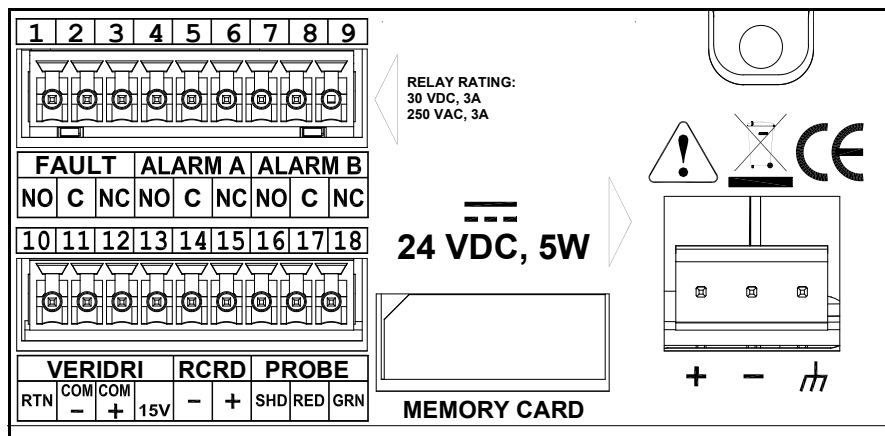 1 2 3 4 5 6 7 8 9
RELAY RATING:
30 VDC, 3A
250 VAC, 3A
FAULT ALARM A ALARM B
NO C NC NO C NC NO C NC
10 11 12 13 14 15 16 17 18
24 VDC, 5W
VERIDRI RCRD PROBE
RTN COM − COM + 15V − + SHD RED GRN
MEMORY CARD
+ −
! CE